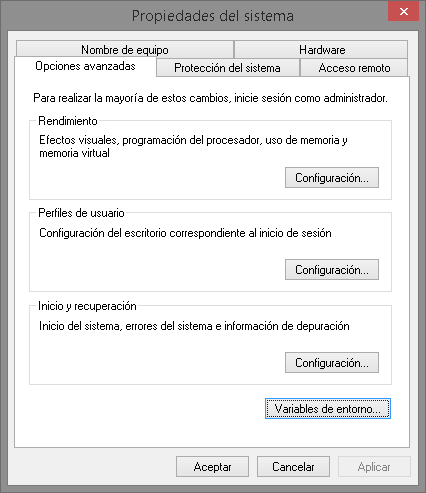 Propiedades del sistema
Nombre de equipo
Hardware
Opciones avanzadas
Protección del sistema
Acceso remoto
Para realizar la mayoría de estos cambios, inicie sesión como administrador.
Rendimiento
Efectos visuales, programación del procesador, uso de memoria y
memoria virtual
Configuración...
Perfiles de usuario
Configuración del escritorio correspondiente al inicio de sesión
Configuración...
Inicio y recuperación
Inicio del sistema, errores del sistema e información de depuración
Configuración...
Variables de entorno...
Aceptar
Cancelar
Aplicar